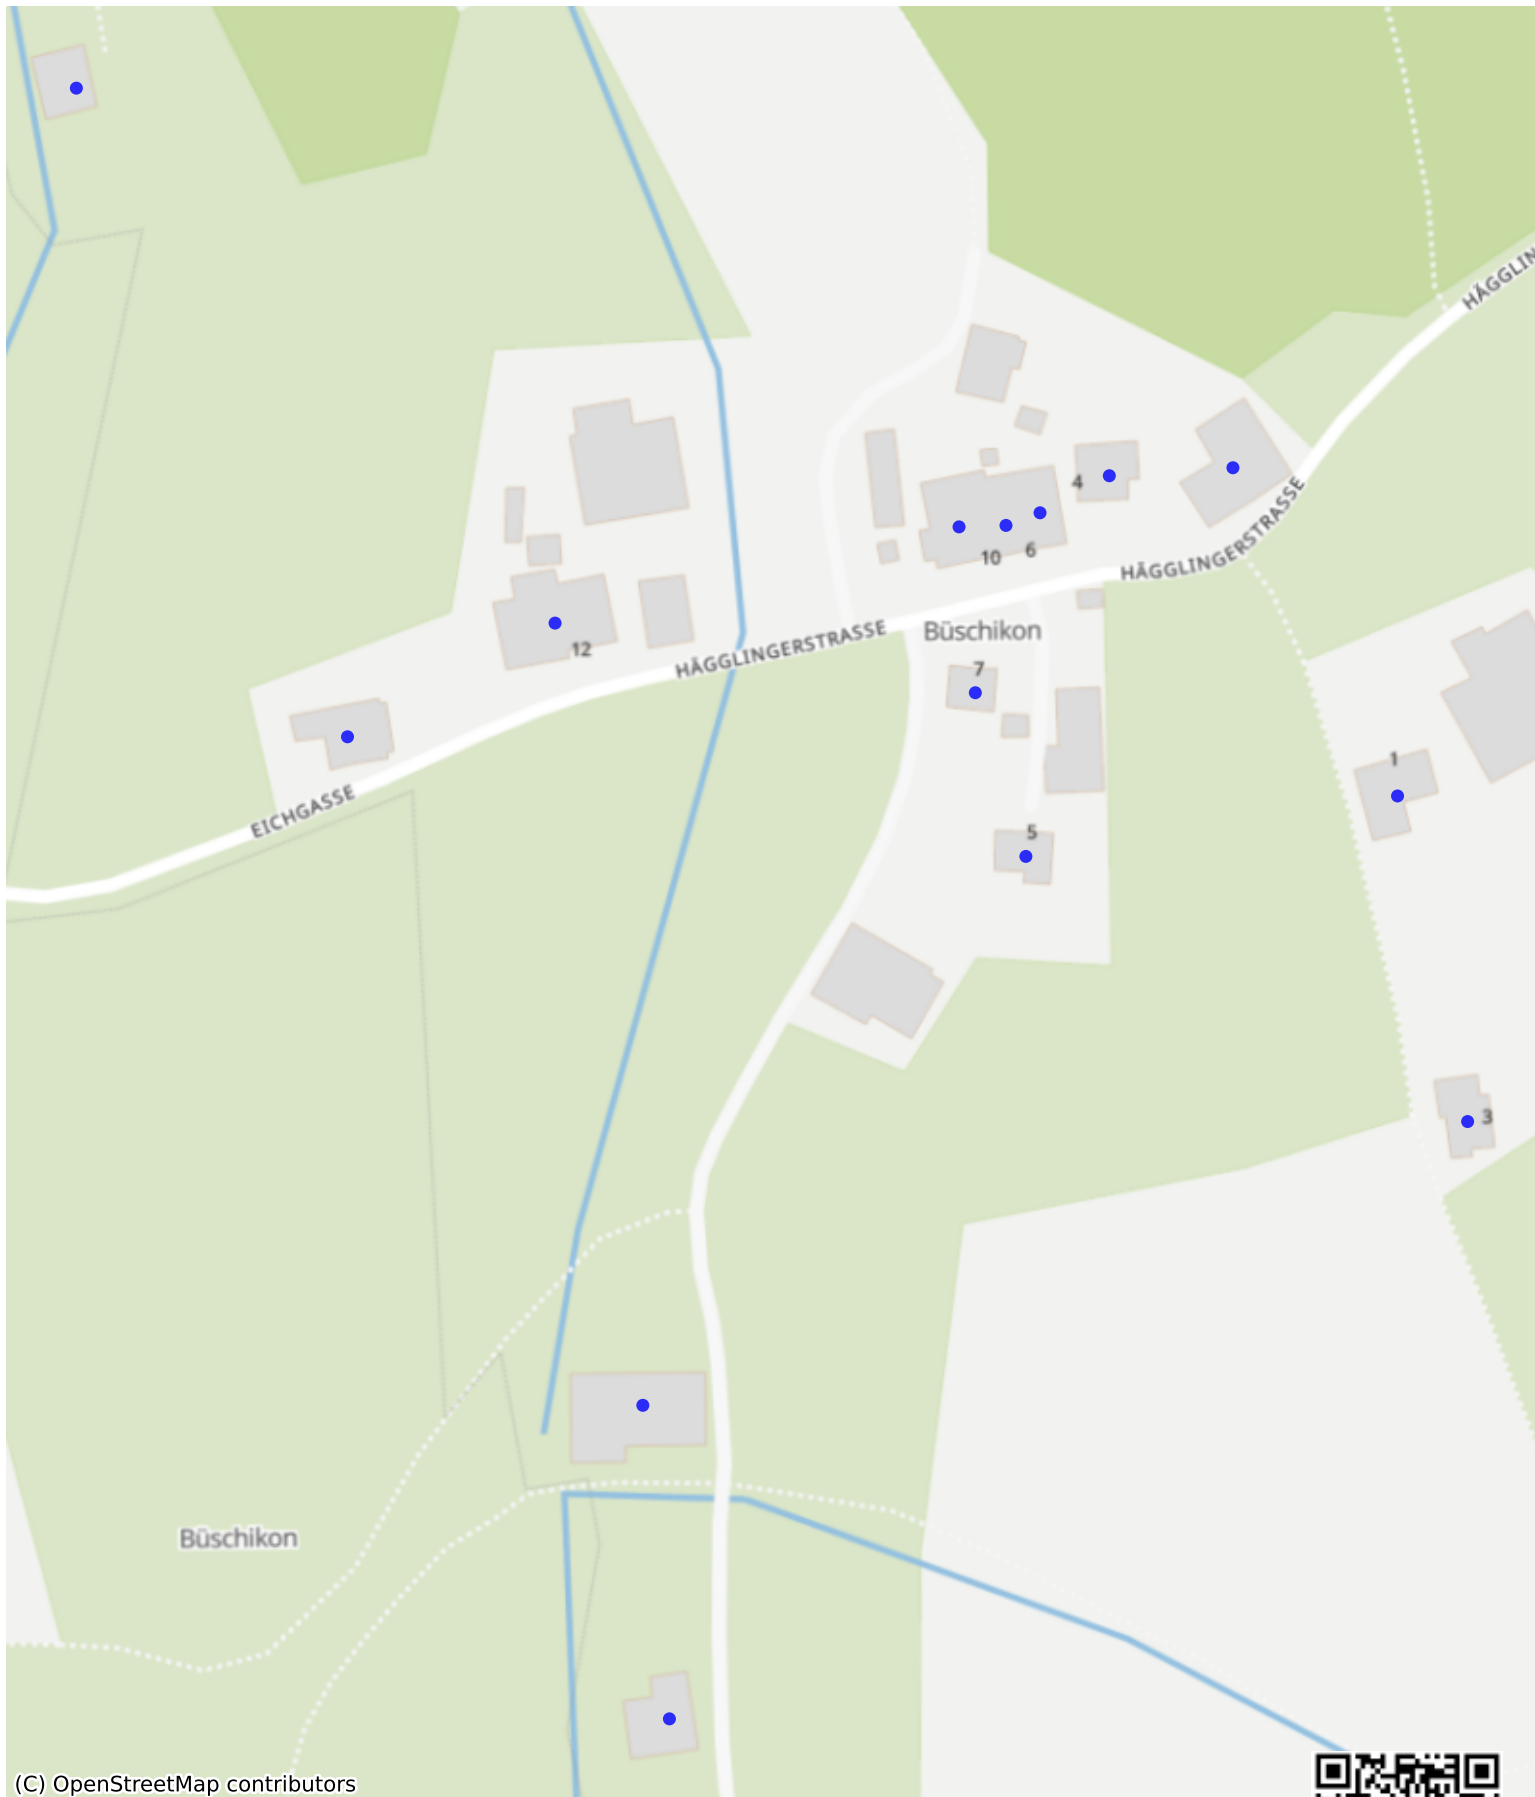 HÄGGLIN
4
10
6
HÄGGLINGERSTRASSE
HÄGGLINGERSTRASSE
Büschikon
12
7
1
EICHGASSE
5
3
Büschikon
(C) OpenStreetMap contributors